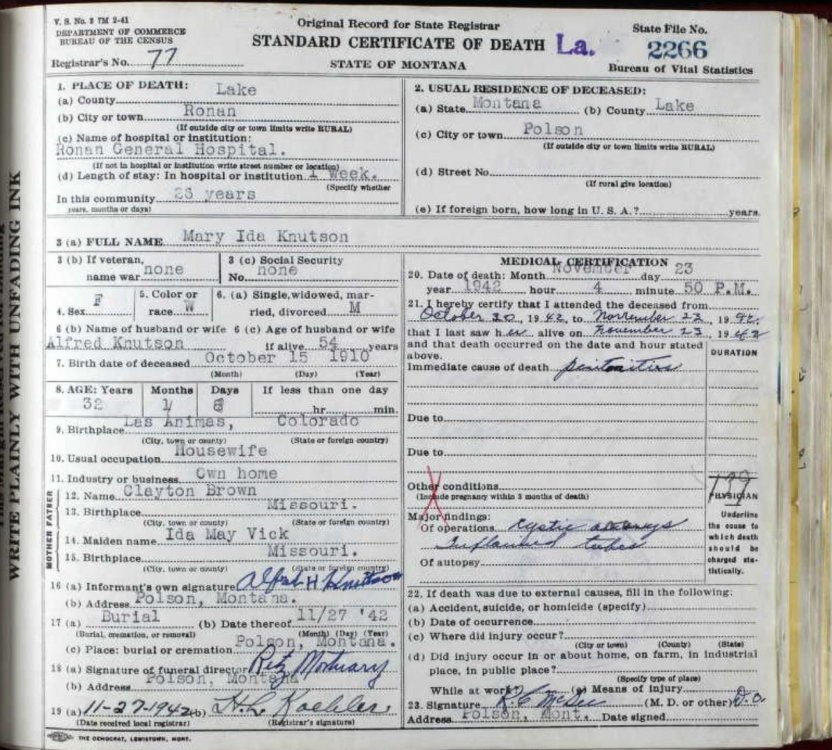 V. S. No. 2 7M 2-41
DEPARTMENT OF COMMERCE
BUREAU OF THE CENSUS
Registrar's No. 77
Original Record for State Registrar
STANDARD CERTIFICATE OF DEATH La.
STATE OF MONTANA
State File No.
2266
Bureau of Vital Statistics
WRITE PLAINLY WITH UNFADING INK
1. PLACE OF DEATH:
(a) County Lake
(b) City or town Ronan
(If outside city or town limits write RURAL)
(c) Name of hospital or institution:
Ronan General Hospital.
(If not in hospital or institution write street number or location)
(d) Length of stay: In hospital or institution 1 Week.
(Specify whether
In this community 26 years
years, months or days)
2. USUAL RESIDENCE OF DECEASED:
(a) State Montana (b) County Lake
(c) City or town Polson
(If outside city or town limits write RURAL)
(d) Street No.
(If rural give location)
(e) If foreign born, how long in U. S. A.? years.
3 (a) FULL NAME Mary Ida Knutson
3 (b) If veteran, name war none
3 (c) Social Security No. none
4. Sex F
5. Color or race W
6. (a) Single, widowed, married, divorced M
6 (b) Name of husband or wife 6 (c) Age of husband or wife
Alfred Knutson if alive 54 years
7. Birth date of deceased October 15 1910
(Month) (Day) (Year)
8. AGE: Years Months Days If less than one day
32 1 8 hr. min.
9. Birthplace Las Animas, Colorado
(City, town or county) (State or foreign country)
10. Usual occupation Housewife
11. Industry or business Own home
FATHER
12. Name Clayton Brown
13. Birthplace Missouri.
(City, town or county) (State or foreign country)
MOTHER
14. Maiden name Ida May Vick
15. Birthplace Missouri.
(City, town or county) (State or foreign country)
16 (a) Informant's own signature Alfred H Knutson
(b) Address Polson, Montana.
17 (a) Burial (b) Date thereof 11/27 '42
(Burial, cremation, or removal) (Month) (Day) (Year)
(c) Place: burial or cremation Polson, Montana.
18 (a) Signature of funeral director Retz Mortuary
(b) Address Polson, Montana
19 (a) 11-27-1942 (b) H. L. Koehler
(Date received local registrar) (Registrar's signature)
MEDICAL CERTIFICATION
20. Date of death: Month November day 23
year 1942 hour 4 minute 50 P.M.
21. I hereby certify that I attended the deceased from
October 20, 1942, to November 23, 1942,
that I last saw her alive on November 23, 1942
and that death occurred on the date and hour stated
above.
DURATION
Immediate cause of death peritonitis
Due to
Due to
Other conditions
(Include pregnancy within 3 months of death)
Major findings:
Of operations Cystic ovarys
Inflamed tubes
Of autopsy
PHYSICIAN
Underline
the cause to
which death
should be
charged sta-
tistically.
22. If death was due to external causes, fill in the following:
(a) Accident, suicide, or homicide (specify)
(b) Date of occurrence
(c) Where did injury occur?
(City or town) (County) (State)
(d) Did injury occur in or about home, on farm, in industrial
place, in public place?
(Specify type of place)
While at work? (e) Means of injury
23. Signature (M. D. or other) D.O.
Address Polson, Mont. Date signed
THE DEMOCRAT, LEWISTOWN, MONT.